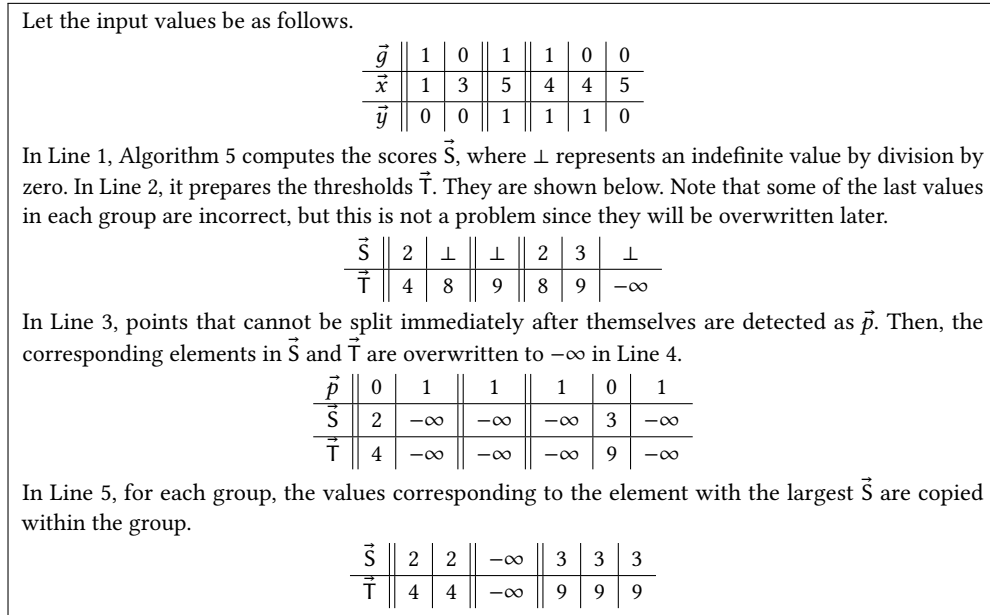 Let the input values be as follows.
g⃗ 1 0 1 1 0 0
x⃗ 1 3 5 4 4 5
y⃗ 0 0 1 1 1 0
In Line 1, Algorithm 5 computes the scores S⃗, where ⊥ represents an indefinite value by division by
zero. In Line 2, it prepares the thresholds T⃗. They are shown below. Note that some of the last values
in each group are incorrect, but this is not a problem since they will be overwritten later.
S⃗ 2 ⊥ ⊥ 2 3 ⊥
T⃗ 4 8 9 8 9 −∞
In Line 3, points that cannot be split immediately after themselves are detected as p⃗. Then, the
corresponding elements in S⃗ and T⃗ are overwritten to −∞ in Line 4.
p⃗ 0 1 1 1 0 1
S⃗ 2 −∞ −∞ −∞ 3 −∞
T⃗ 4 −∞ −∞ −∞ 9 −∞
In Line 5, for each group, the values corresponding to the element with the largest S⃗ are copied
within the group.
S⃗ 2 2 −∞ 3 3 3
T⃗ 4 4 −∞ 9 9 9